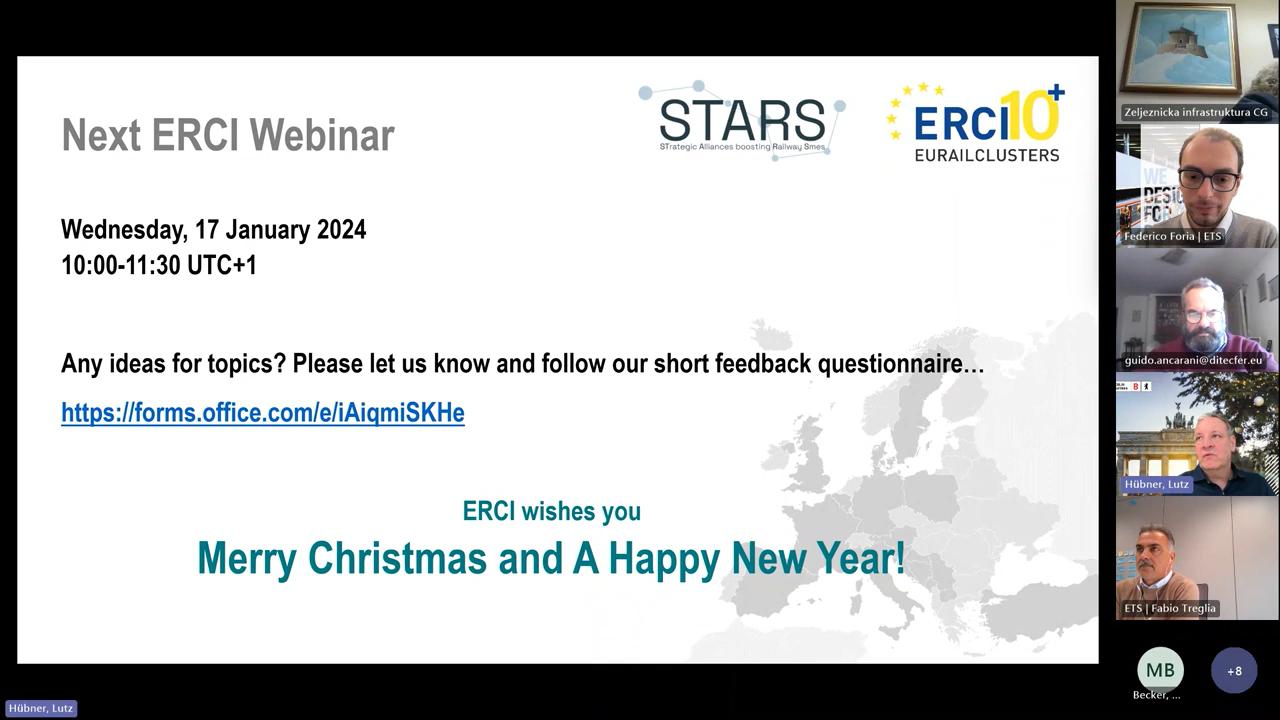 Next ERCI Webinar
STARS
STrategic Alliances boosting Railway Smes
ERCI10+
EURAILCLUSTERS
Wednesday, 17 January 2024
10:00-11:30 UTC+1
Any ideas for topics? Please let us know and follow our short feedback questionnaire…
https://forms.office.com/e/iAiqmiSKHe
ERCI wishes you
Merry Christmas and A Happy New Year!
Zeljeznicka infrastruktura CG
WE
Federico Foria | ETS
guido.ancarani@ditecfer.eu
Hübner, Lutz
ETS | Fabio Treglia
MB
+8
Becker, ...
Hübner, Lutz